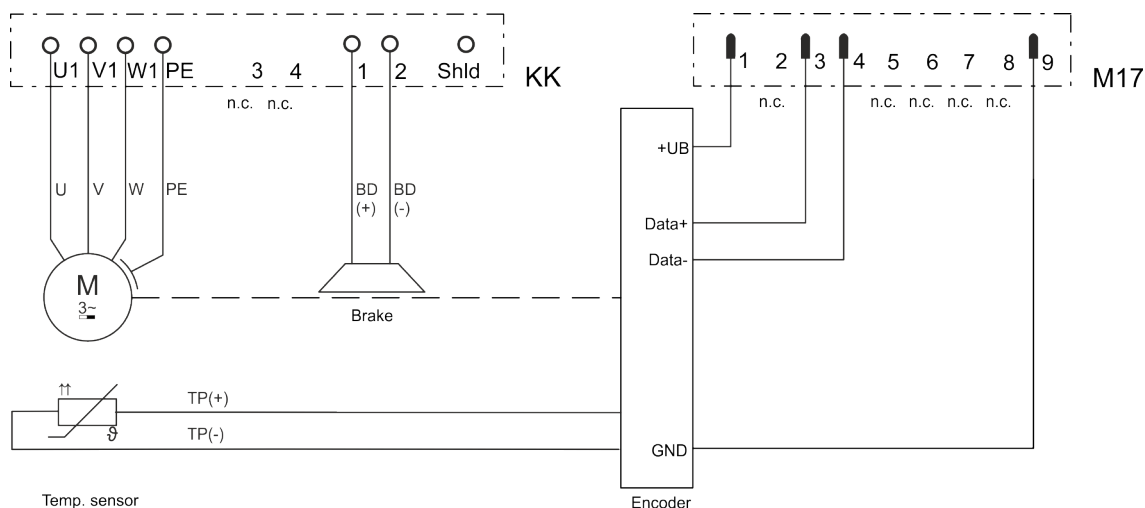 U1 V1 W1 PE 3 4 1 2 Shld KK
n.c. n.c.
1 2 3 4 5 6 7 8 9 M17
n.c. n.c. n.c. n.c. n.c.
+UB
U V W PE BD (+) BD (-)
Data+
Data-
M
3~
Brake
TP(+)
ϑ TP(-)
GND
Temp. sensor
Encoder